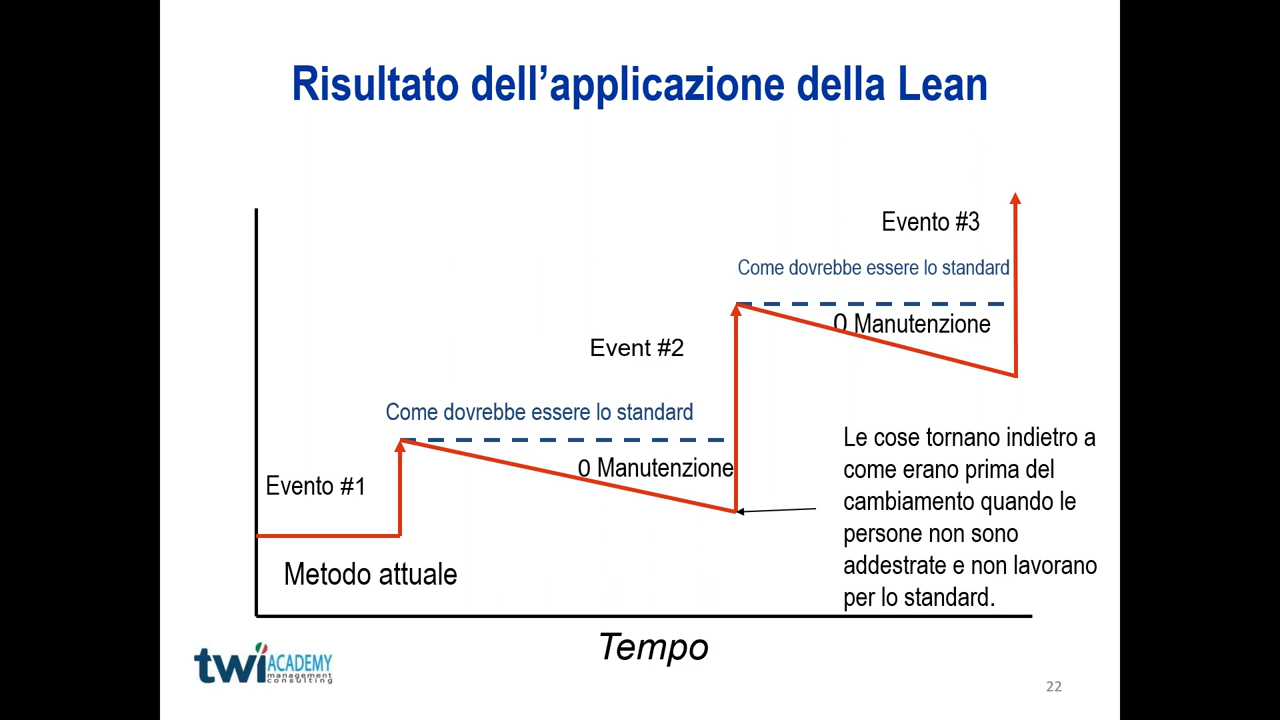 Risultato dell’applicazione della Lean
Evento #3
Come dovrebbe essere lo standard
0 Manutenzione
Event #2
Come dovrebbe essere lo standard
0 Manutenzione
Evento #1
Metodo attuale
Le cose tornano indietro a
come erano prima del
cambiamento quando le
persone non sono
addestrate e non lavorano
per lo standard.
Tempo
twi ACADEMY
management
consulting
22